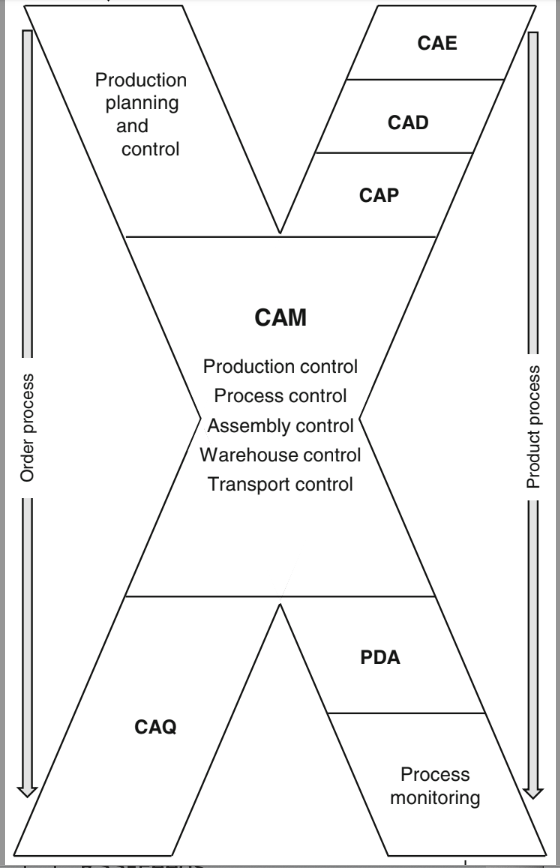 Production
planning
and
control
CAE
CAD
CAP
CAM
Production control
Process control
Assembly control
Warehouse control
Transport control
Order process
Product process
CAQ
PDA
Process
monitoring